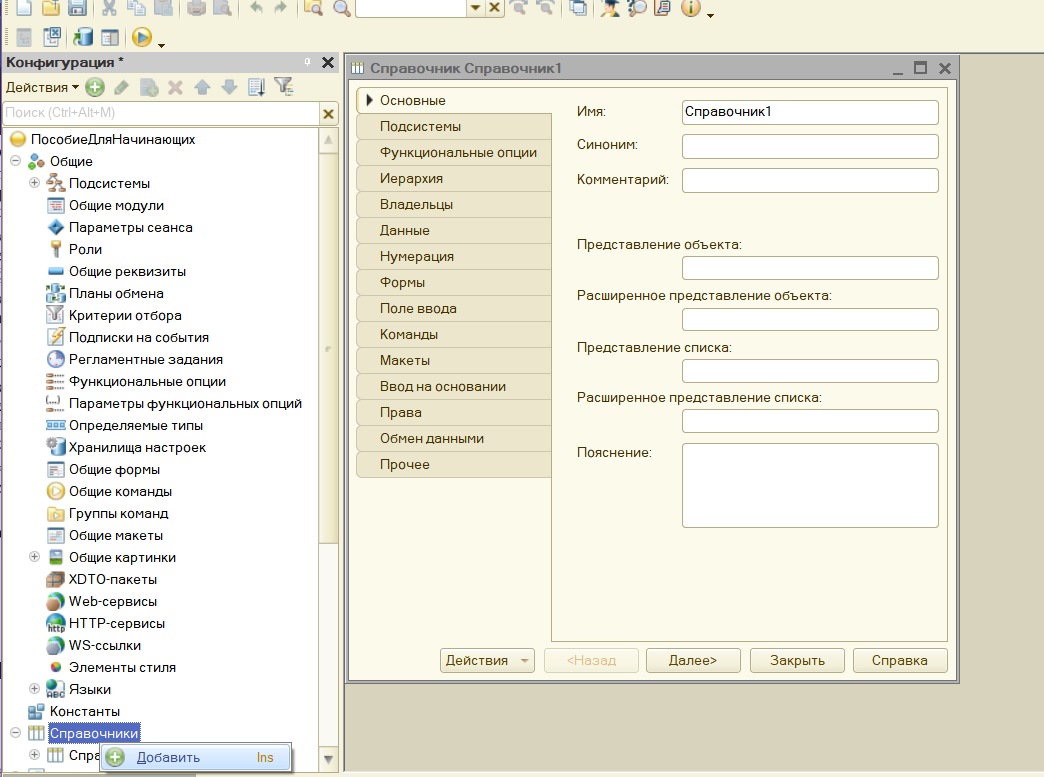 Конфигурация *
Действия
Поиск (Ctrl+Alt+M)
ПособиеДляНачинающих
Общие
Подсистемы
Общие модули
Параметры сеанса
Роли
Общие реквизиты
Планы обмена
Критерии отбора
Подписки на события
Регламентные задания
Функциональные опции
Параметры функциональных опций
Определяемые типы
Хранилища настроек
Общие формы
Общие команды
Группы команд
Общие макеты
Общие картинки
XDTO-пакеты
Web-сервисы
HTTP-сервисы
WS-ссылки
Элементы стиля
Языки
Константы
Справочники
Спра
Добавить Ins
Справочник Справочник1
Основные
Подсистемы
Функциональные опции
Иерархия
Владельцы
Данные
Нумерация
Формы
Поле ввода
Команды
Макеты
Ввод на основании
Права
Обмен данными
Прочее
Имя: Справочник1
Синоним:
Комментарий:
Представление объекта:
Расширенное представление объекта:
Представление списка:
Расширенное представление списка:
Пояснение:
Действия <Назад Далее> Закрыть Справка